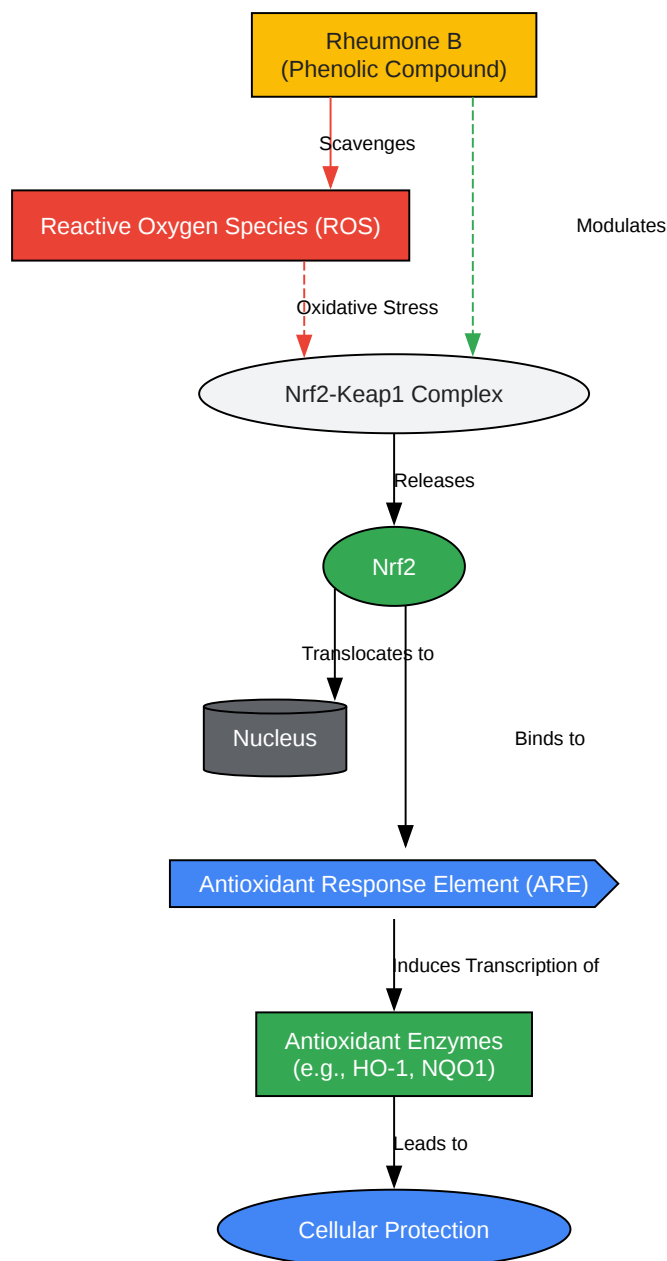 Rheumone B
(Phenolic Compound)
Scavenges
Reactive Oxygen Species (ROS)
Modulates
Oxidative Stress
Nrf2-Keap1 Complex
Releases
Nrf2
Translocates to
Nucleus
Binds to
Antioxidant Response Element (ARE)
Induces Transcription of
Antioxidant Enzymes
(e.g., HO-1, NQO1)
Leads to
Cellular Protection